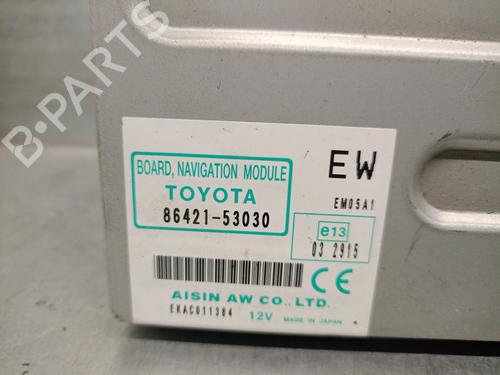 B-PARTS
BOARD, NAVIGATION MODULE
TOYOTA
86421-53030
EW
EM05A1
e13
03 2915
CE
AISIN AW CO., LTD.
EKAC011384 12V MADE IN JAPAN